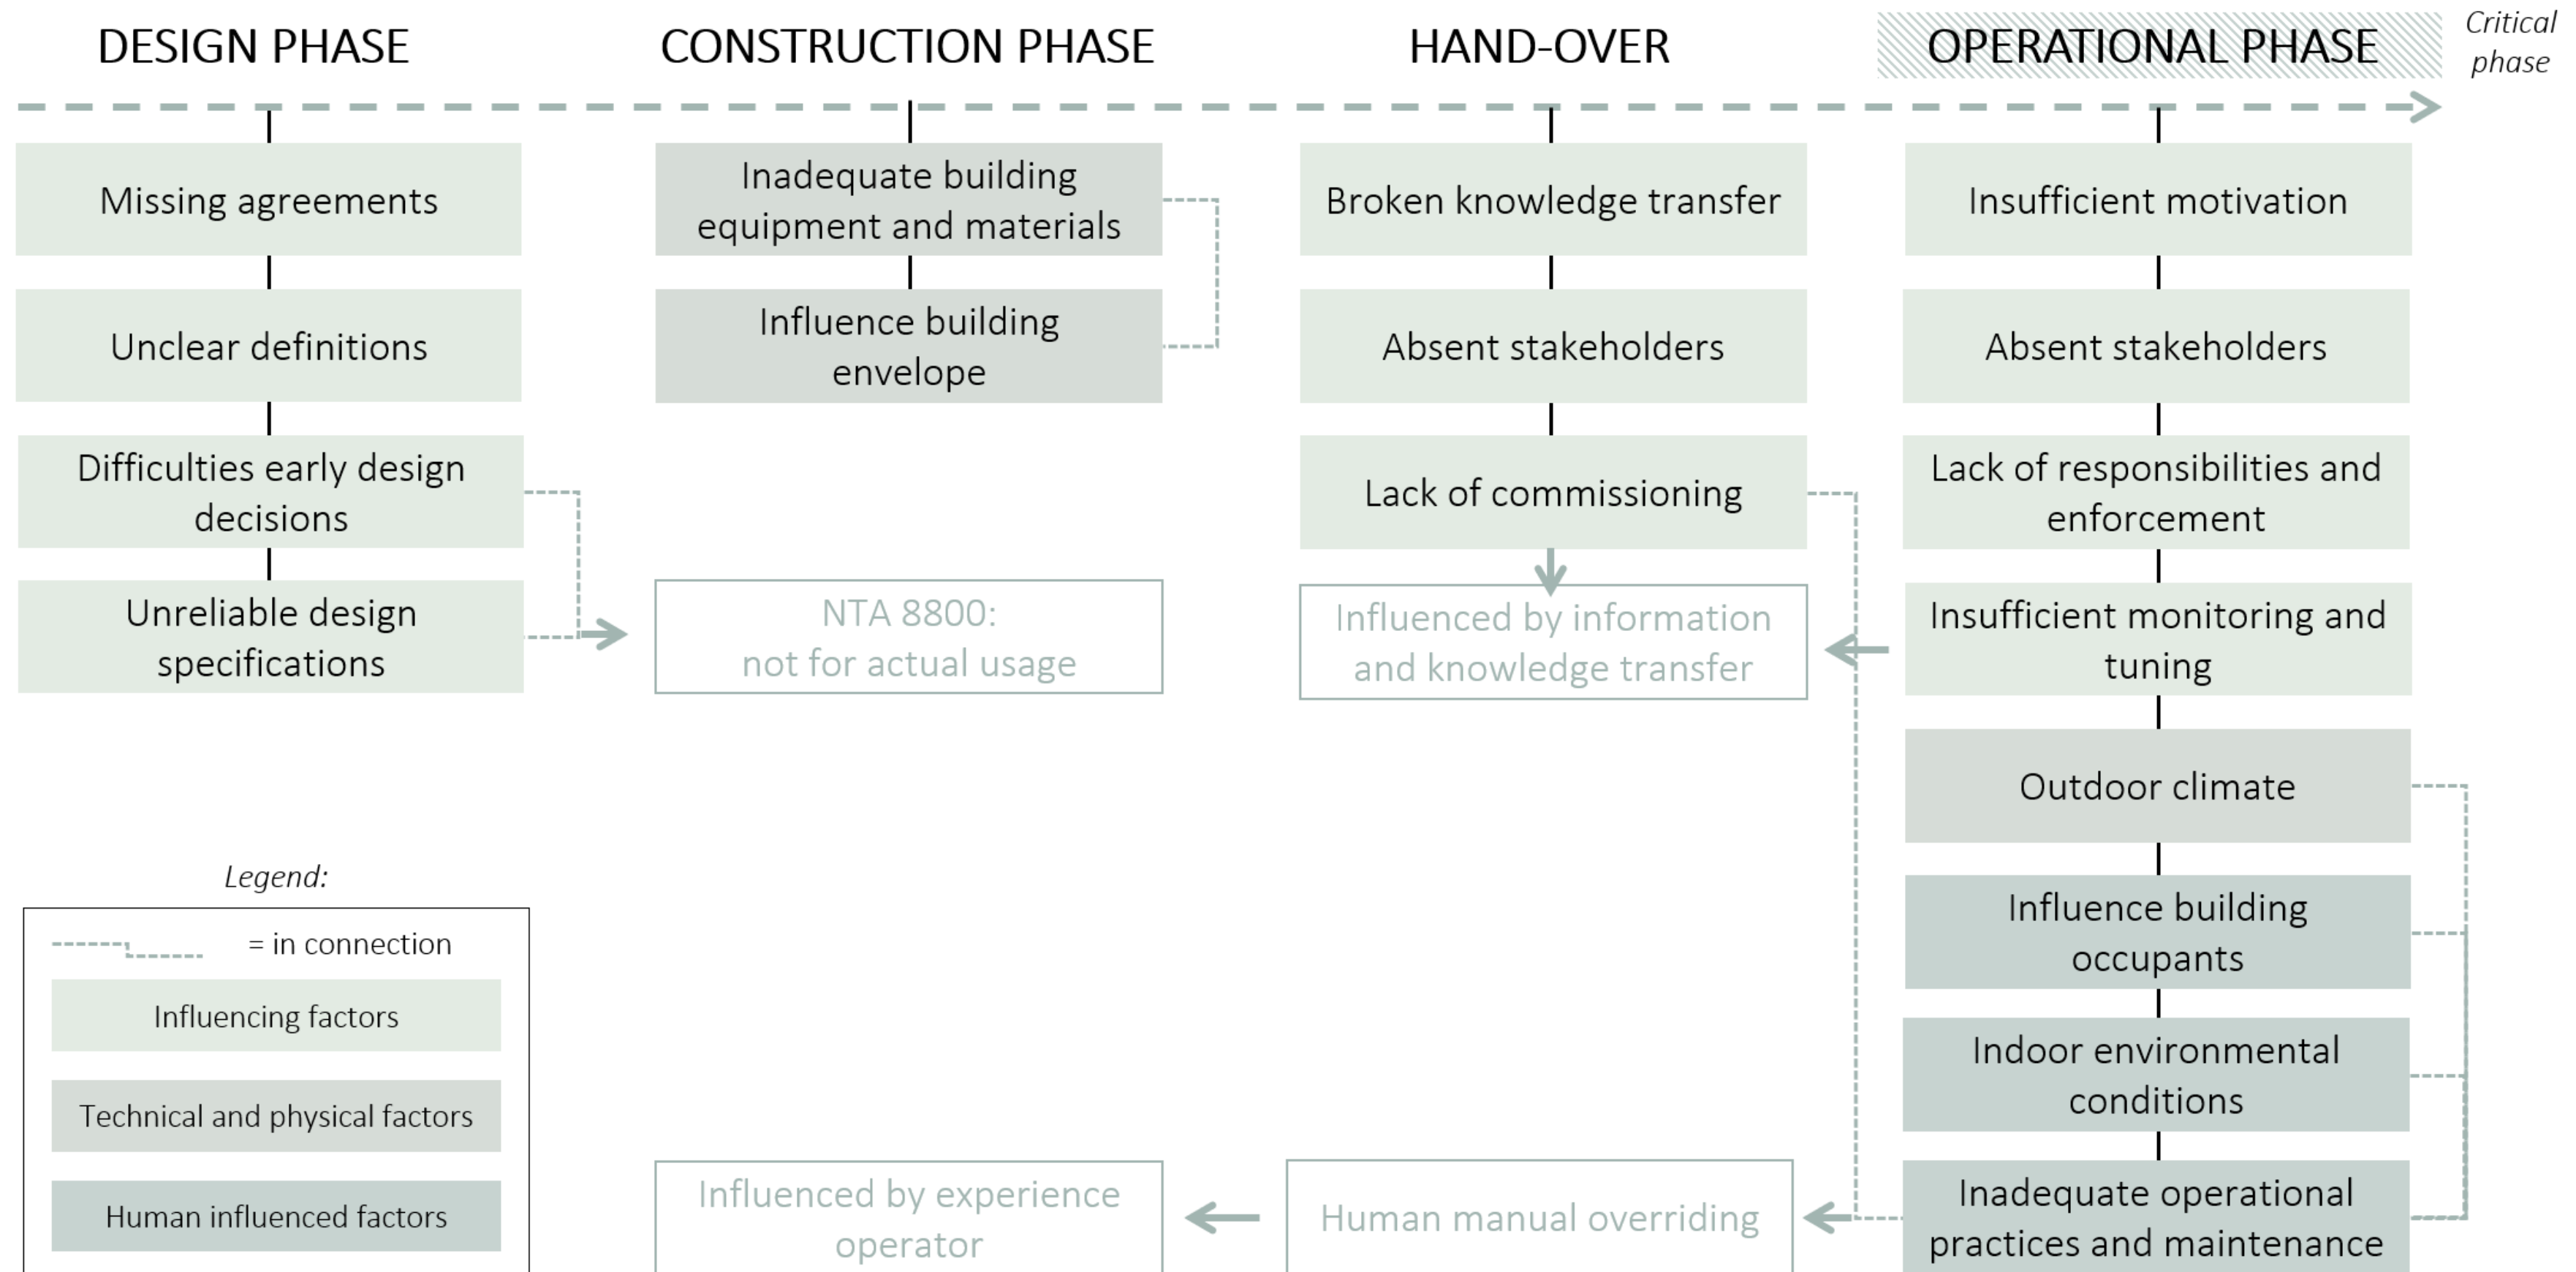 DESIGN PHASE
Missing agreements
Unclear definitions
Difficulties early design
decisions
Unreliable design
specifications
CONSTRUCTION PHASE
Inadequate building
equipment and materials
Influence building
envelope
NTA 8800:
not for actual usage
HAND-OVER
Broken knowledge transfer
Absent stakeholders
Lack of commissioning
Influenced by information
and knowledge transfer
OPERATIONAL PHASE
Critical
phase
Insufficient motivation
Absent stakeholders
Lack of responsibilities and
enforcement
Insufficient monitoring and
tuning
Outdoor climate
Influence building
occupants
Indoor environmental
conditions
Inadequate operational
practices and maintenance
Human manual overriding
Influenced by experience
operator
Legend:
= in connection
Influencing factors
Technical and physical factors
Human influenced factors